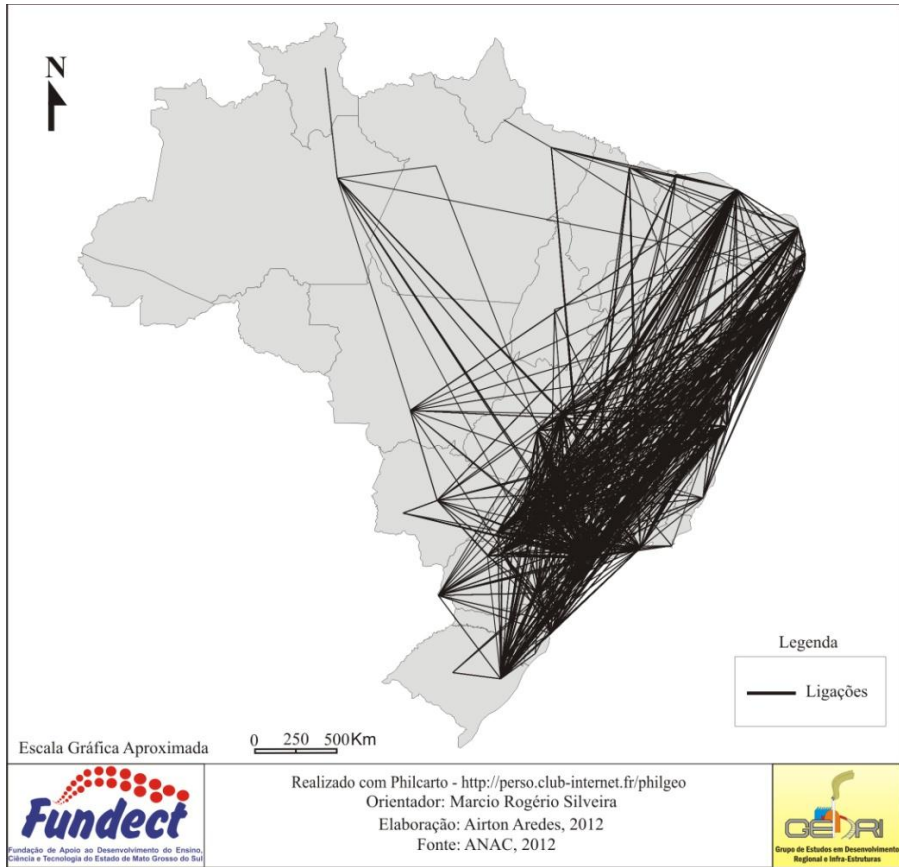 N
Legenda
Ligações
Escala Gráfica Aproximada
0 250 500Km
Fundect
Fundação de Apoio ao Desenvolvimento do Ensino,
Ciência e Tecnologia do Estado de Mato Grosso do Sul
Realizado com Philcarto - http://perso.club-internet.fr/philgeo
Orientador: Marcio Rogério Silveira
Elaboração: Airton Aredes, 2012
Fonte: ANAC, 2012
GEDRI
Grupo de Estudos em Desenvolvimento
Regional e Infra-Estruturas